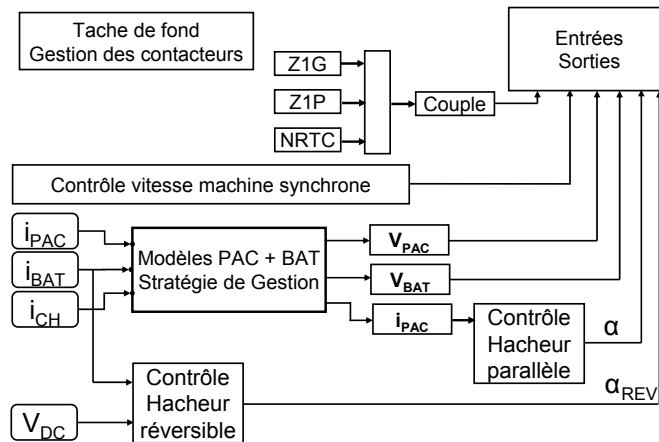 Tache de fond
Gestion des contacteurs
Entrées
Sorties
Z1G
Z1P
NRTC
Couple
Contrôle vitesse machine synchrone
iPAC
iBAT
iCH
Modèles PAC + BAT
Stratégie de Gestion
VPAC
VBAT
iPAC
Contrôle
Hacheur
parallèle
α
Contrôle
Hacheur
réversible
αREV
VDC